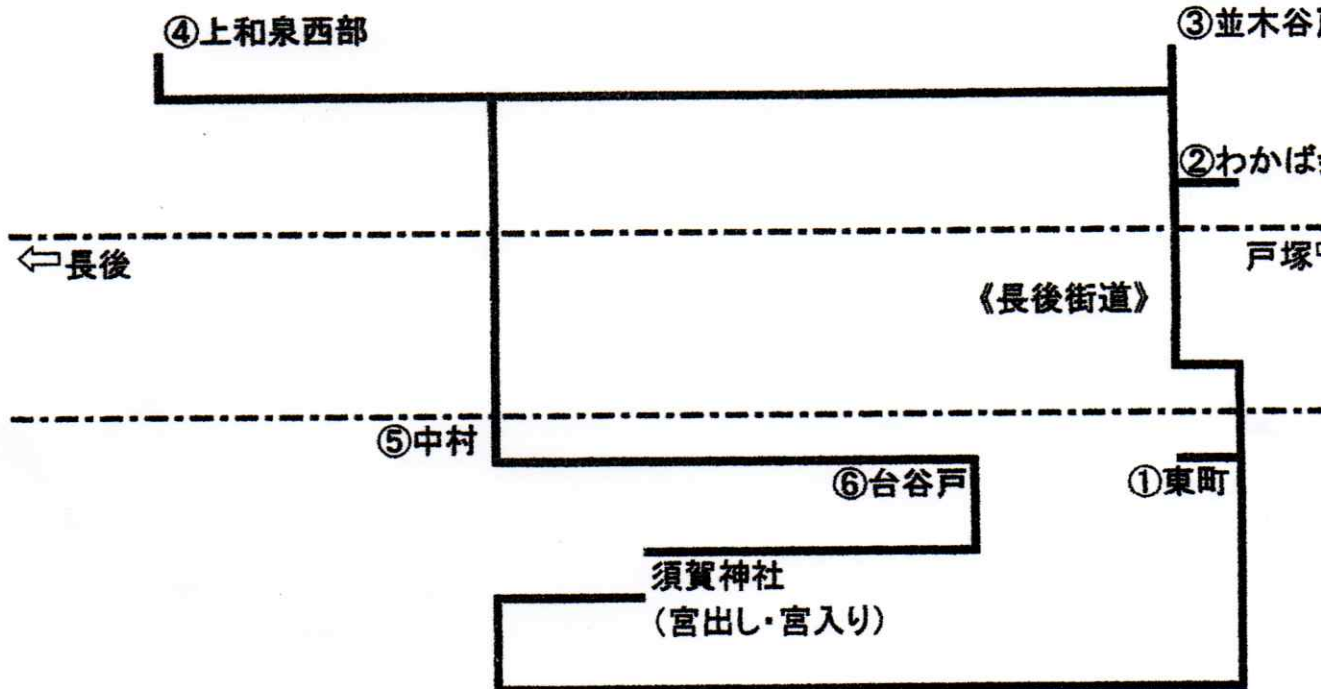 ④上和泉西部
③並木谷
②わかば
⇦長後
戸塚
《長後街道》
⑤中村
⑥台谷戸
①東町
須賀神社
(宮出し・宮入り)